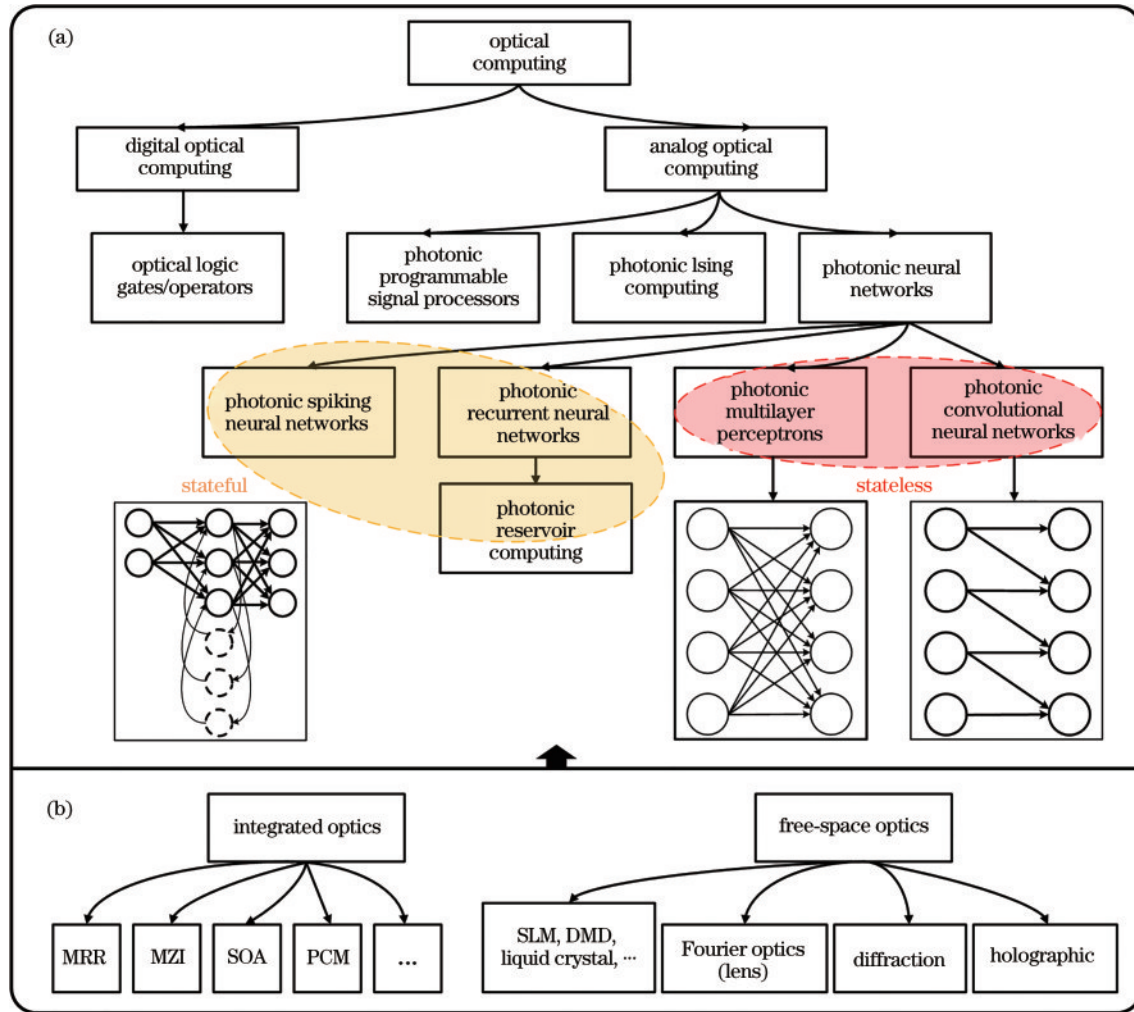 (a)
optical
computing
digital optical
computing
analog optical
computing
optical logic
gates/operators
photonic
programmable
signal processors
photonic lsing
computing
photonic neural
networks
photonic spiking
neural networks
photonic
recurrent neural
networks
photonic
multilayer
perceptrons
photonic
convolutional
neural networks
stateful
stateless
photonic
reservoir
computing
(b)
integrated optics
free-space optics
MRR
MZI
SOA
PCM
...
SLM, DMD,
liquid crystal, ...
Fourier optics
(lens)
diffraction
holographic